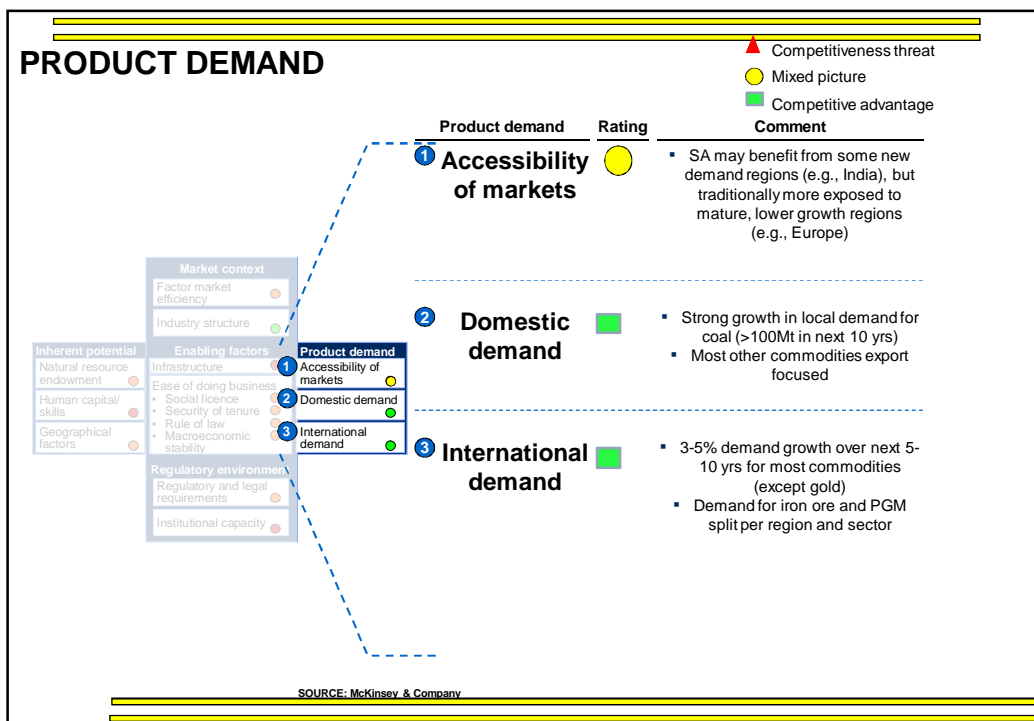 PRODUCT DEMAND
Competitiveness threat
Mixed picture
Competitive advantage
Product demand
Rating
Comment
1
Accessibility
of markets
▪ SA may benefit from some new
demand regions (e.g., India), but
traditionally more exposed to
mature, lower growth regions
(e.g., Europe)
2
Domestic
demand
▪ Strong growth in local demand for
coal (>100Mt in next 10 yrs)
▪ Most other commodities export
focused
3
International
demand
▪ 3-5% demand growth over next 5-
10 yrs for most commodities
(except gold)
▪ Demand for iron ore and PGM
split per region and sector
Market context
Factor market
efficiency
Industry structure
Inherent potential
Natural resource
endowment
Human capital/
skills
Geographical
factors
Enabling factors
Infrastructure
Ease of doing business
• Social licence
• Security of tenure
• Rule of law
• Macroeconomic
stability
Product demand
1
Accessibility of
markets
2
Domestic demand
3
International
demand
Regulatory environmen
Regulatory and legal
requirements
Institutional capacity
SOURCE: McKinsey & Company